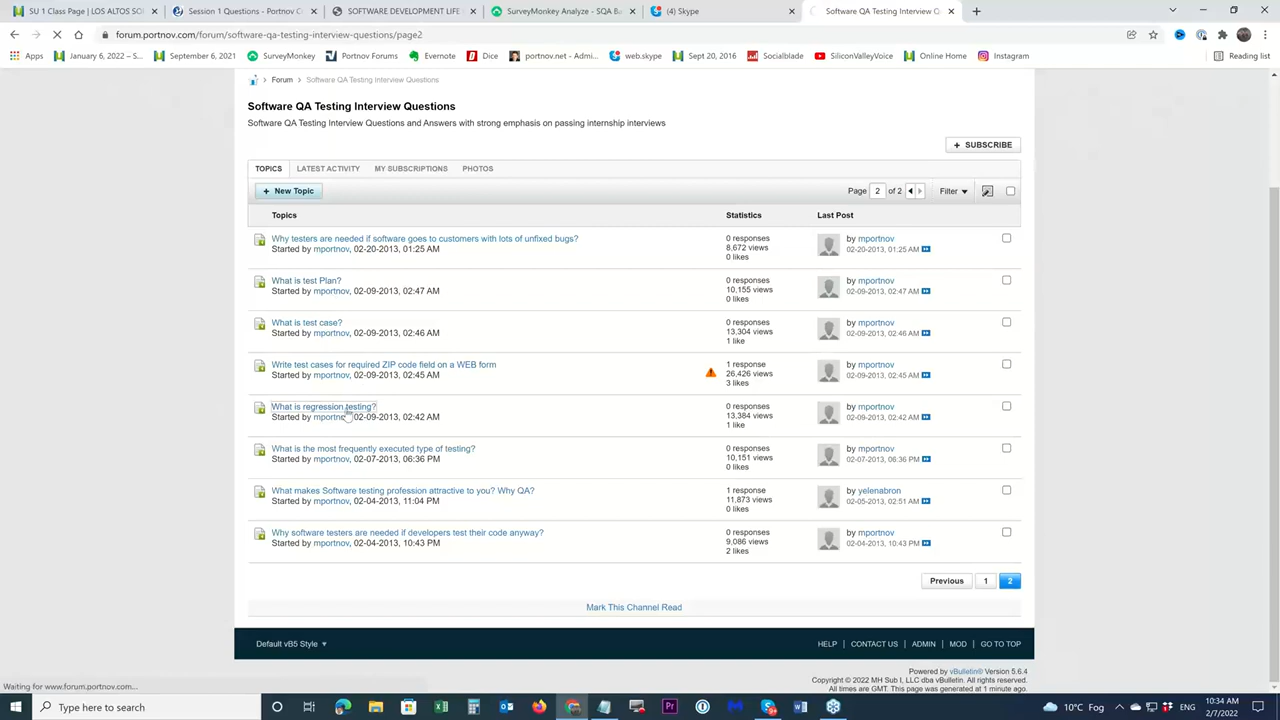 SU 1 Class Page | LOS ALTOS SC
Session 1 Questions - Portnov C
SOFTWARE DEVELOPMENT LIFE
SurveyMonkey Analyze - SQA Ba
(4) Skype
Software QA Testing Interview Q
forum.portnov.com/forum/software-qa-testing-interview-questions/page2
Apps
January 6, 2022 – S...
September 6, 2021
SurveyMonkey
Portnov Forums
Evernote
Dice
portnov.net - Admi...
web.skype
Sept 20, 2016
Socialblade
SiliconValleyVoice
Online Home
Instagram
Reading list
Forum
Software QA Testing Interview Questions
Software QA Testing Interview Questions
Software QA Testing Interview Questions and Answers with strong emphasis on passing internship interviews
+ SUBSCRIBE
TOPICS
LATEST ACTIVITY
MY SUBSCRIPTIONS
PHOTOS
+ New Topic
Page 2 of 2
Filter
Topics
Statistics
Last Post
Why testers are needed if software goes to customers with lots of unfixed bugs?
Started by mportnov, 02-20-2013, 01:25 AM
0 responses
8,672 views
0 likes
by mportnov
02-20-2013, 01:25 AM
What is test Plan?
Started by mportnov, 02-09-2013, 02:47 AM
0 responses
10,155 views
0 likes
by mportnov
02-09-2013, 02:47 AM
What is test case?
Started by mportnov, 02-09-2013, 02:46 AM
0 responses
13,304 views
1 like
by mportnov
02-09-2013, 02:46 AM
Write test cases for required ZIP code field on a WEB form
Started by mportnov, 02-09-2013, 02:45 AM
1 response
26,426 views
3 likes
by mportnov
02-09-2013, 02:45 AM
What is regression testing?
Started by mportnov, 02-09-2013, 02:42 AM
0 responses
13,384 views
1 like
by mportnov
02-09-2013, 02:42 AM
What is the most frequently executed type of testing?
Started by mportnov, 02-07-2013, 06:36 PM
0 responses
10,151 views
0 likes
by mportnov
02-07-2013, 06:36 PM
What makes Software testing profession attractive to you? Why QA?
Started by mportnov, 02-04-2013, 11:04 PM
1 response
11,873 views
0 likes
by yelenabron
02-05-2013, 02:51 AM
Why software testers are needed if developers test their code anyway?
Started by mportnov, 02-04-2013, 10:43 PM
0 responses
9,086 views
2 likes
by mportnov
02-04-2013, 10:43 PM
Previous
1
2
Mark This Channel Read
Default vB5 Style
HELP | CONTACT US | ADMIN | MOD | GO TO TOP
Powered by vBulletin® Version 5.6.4
Copyright © 2022 MH Sub I, LLC dba vBulletin. All rights reserved.
All times are GMT. This page was generated at 1 minute ago.
Waiting for www.forum.portnov.com...
Type here to search
10°C Fog
10:34 AM
2/7/2022